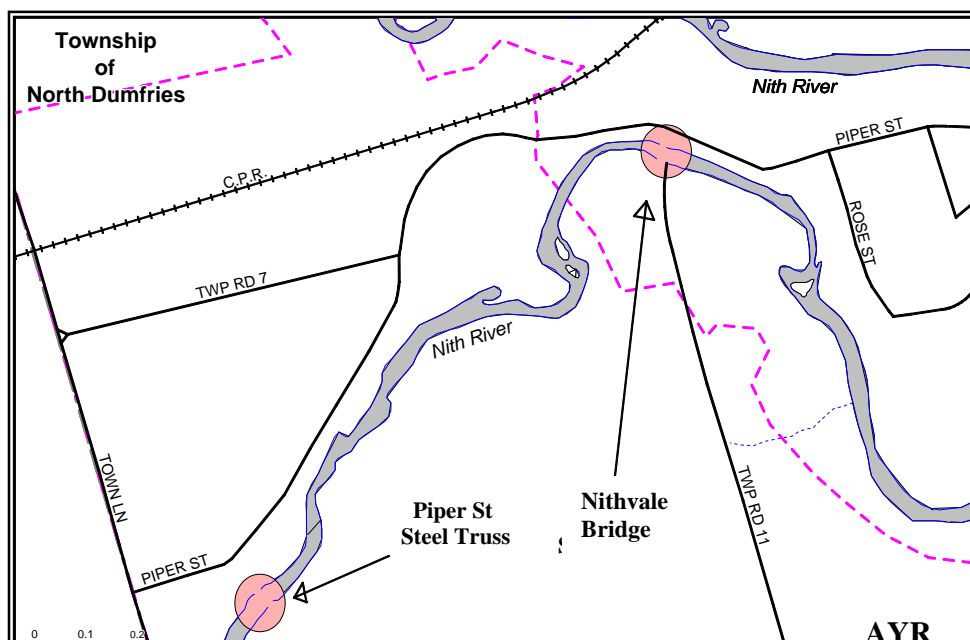 Township
of
North Dumfries
Nith River
PIPER ST
C.P.R.
ROSE ST
TWP RD 7
Nith River
TOWN LN
Piper St
Steel Truss
Nithvale
Bridge
TWP RD 11
PIPER ST
AYR
0 0.1 0.2